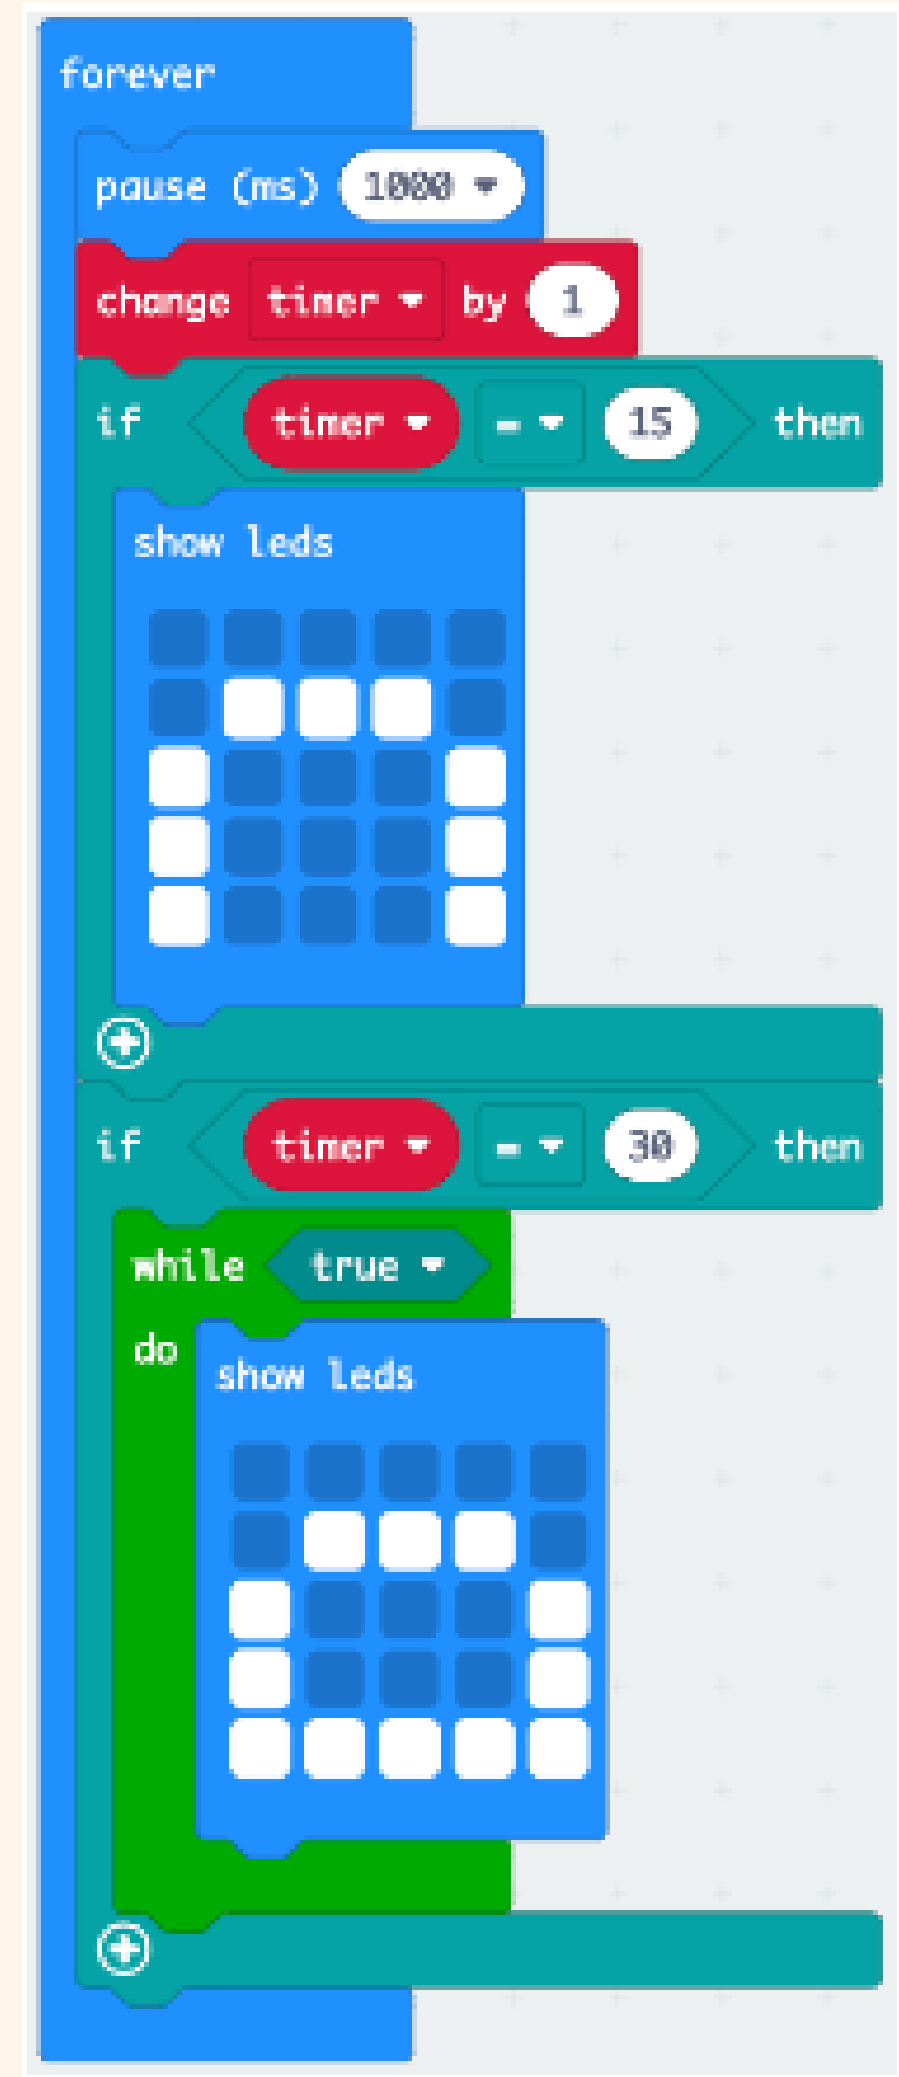 forever
pause (ms) 1000
change timer by 1
if timer = 15 then
show leds
if timer = 30 then
while true
do
show leds